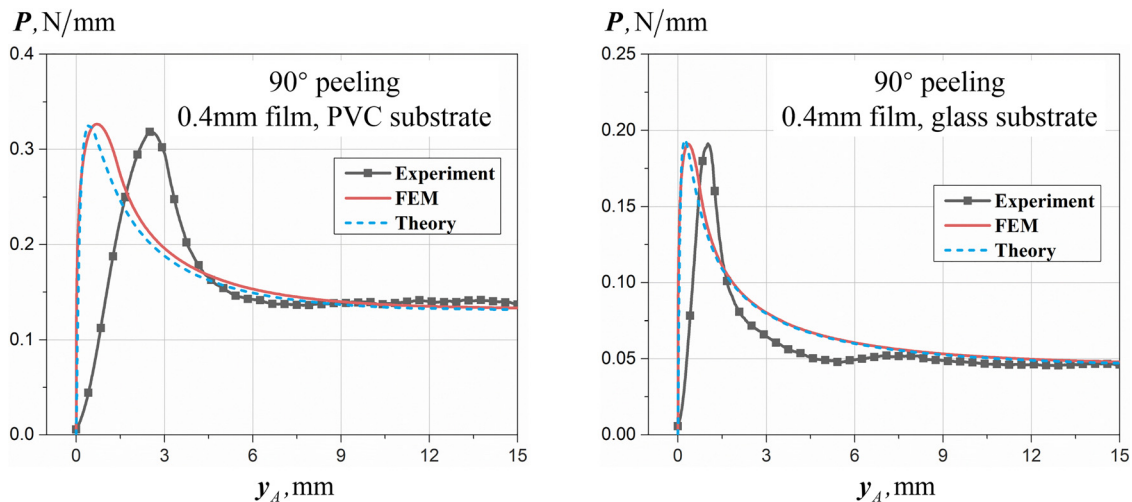 P, N/mm
0.4
0.3
0.2
0.1
0.0
90° peeling
0.4mm film, PVC substrate
Experiment
FEM
Theory
0
3
6
9
12
15
y_A, mm
P, N/mm
0.25
0.20
0.15
0.10
0.05
0.00
90° peeling
0.4mm film, glass substrate
Experiment
FEM
Theory
0
3
6
9
12
15
y_A, mm